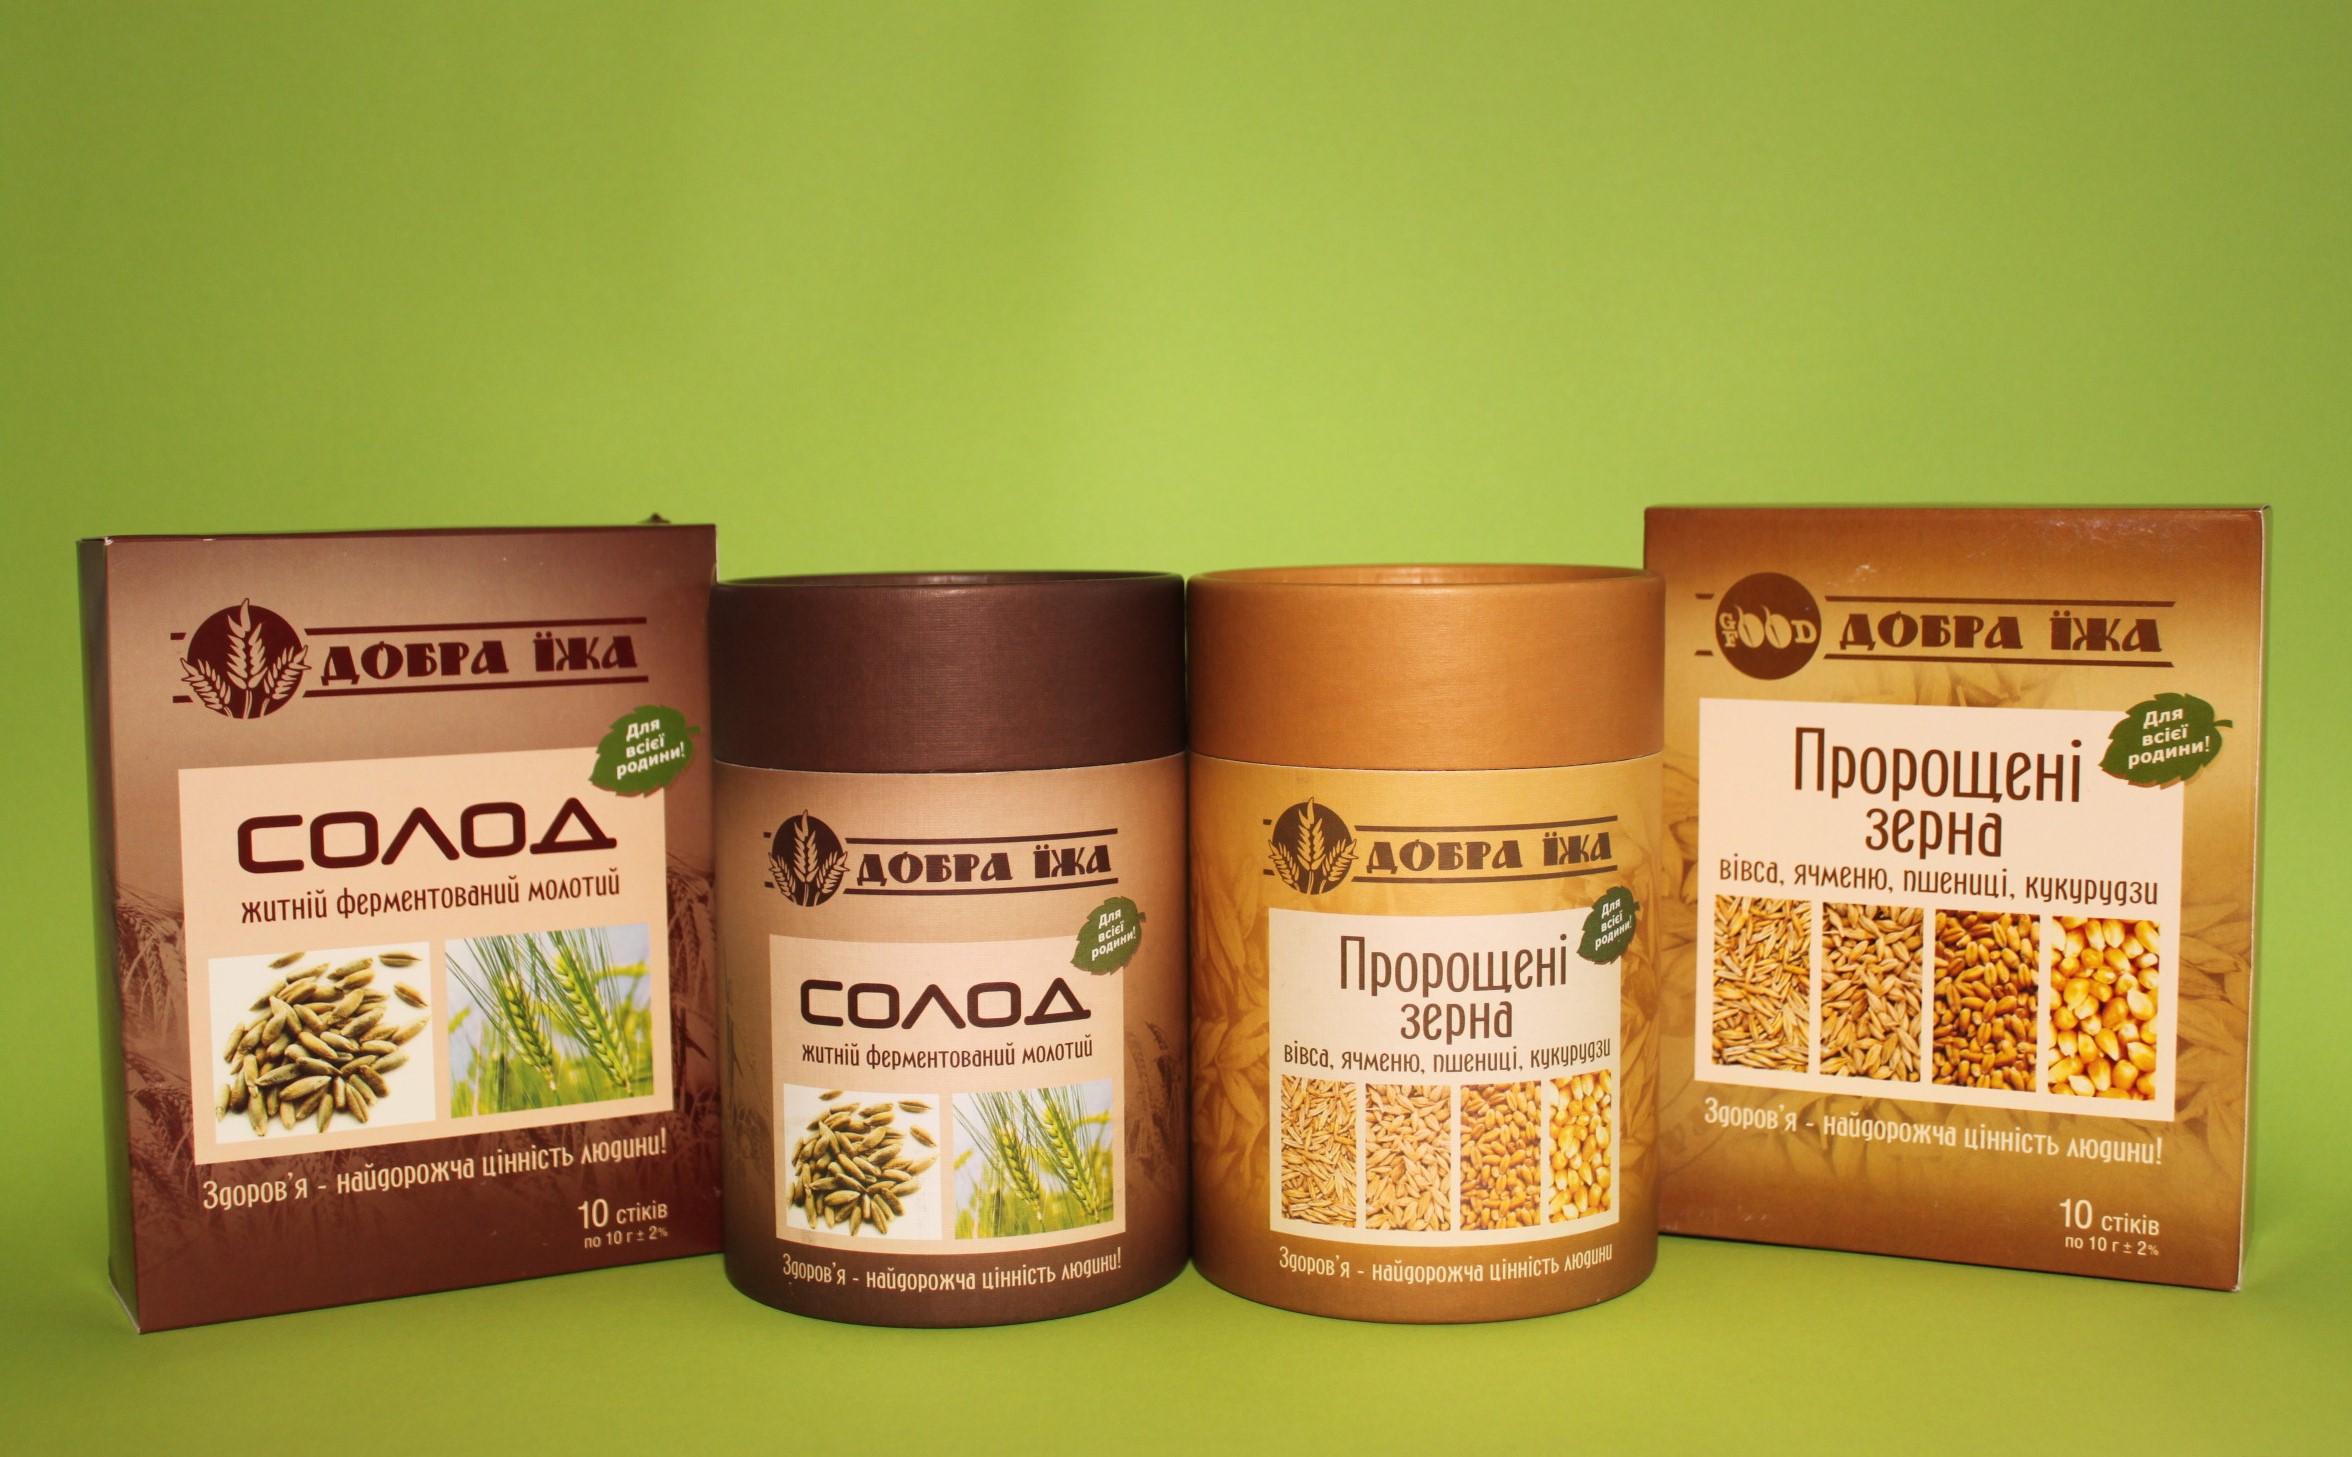 ДОБРА ЇЖА
Для
всієї
родини!
СОЛОД
житній ферментований молотий
Здоров'я - найдорожча цінність людини!
10 стіків
по 10 г ± 2%
ДОБРА ЇЖА
Для
всієї
родини!
СОЛОД
житній ферментований молотий
Здоров'я - найдорожча цінність людини!
ДОБРА ЇЖА
Для
всієї
родини!
Пророщені
зерна
вівса, ячменю, пшениці, кукурудзи
Здоров'я - найдорожча цінність людини
GFOOD ДОБРА ЇЖА
Для
всієї
родини!
Пророщені
зерна
вівса, ячменю, пшениці, кукурудзи
Здоров'я - найдорожча цінність людини!
10 стіків
по 10 г ± 2%